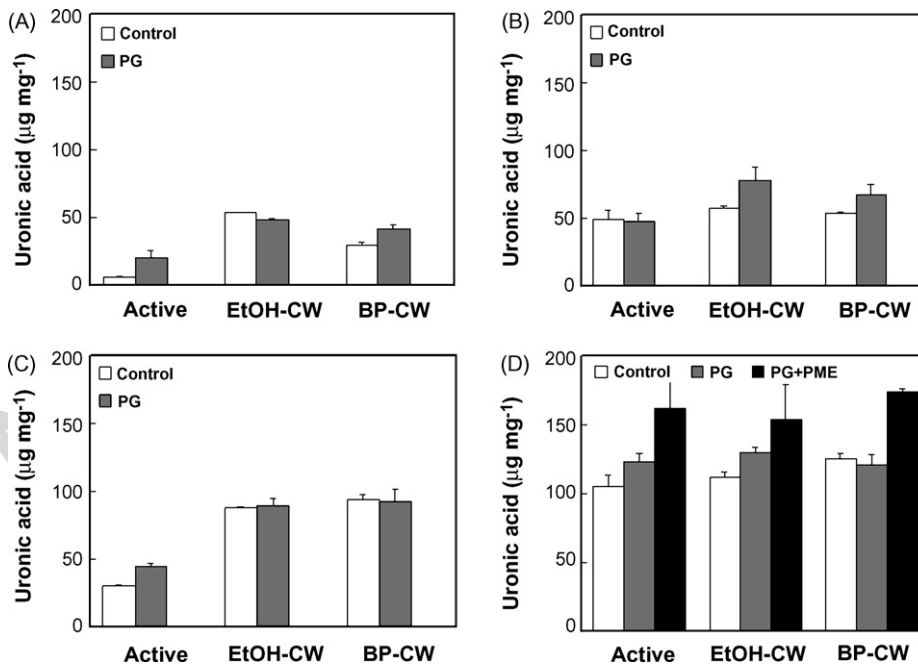 (A)
200
150
100
50
0
Uronic acid (μg mg⁻¹)
Control
PG
Active EtOH-CW BP-CW
(B)
200
150
100
50
0
Uronic acid (μg mg⁻¹)
Control
PG
Active EtOH-CW BP-CW
(C)
200
150
100
50
0
Uronic acid (μg mg⁻¹)
Control
PG
Active EtOH-CW BP-CW
(D)
200
150
100
50
0
Uronic acid (μg mg⁻¹)
Control PG PG+PME
Active EtOH-CW BP-CW